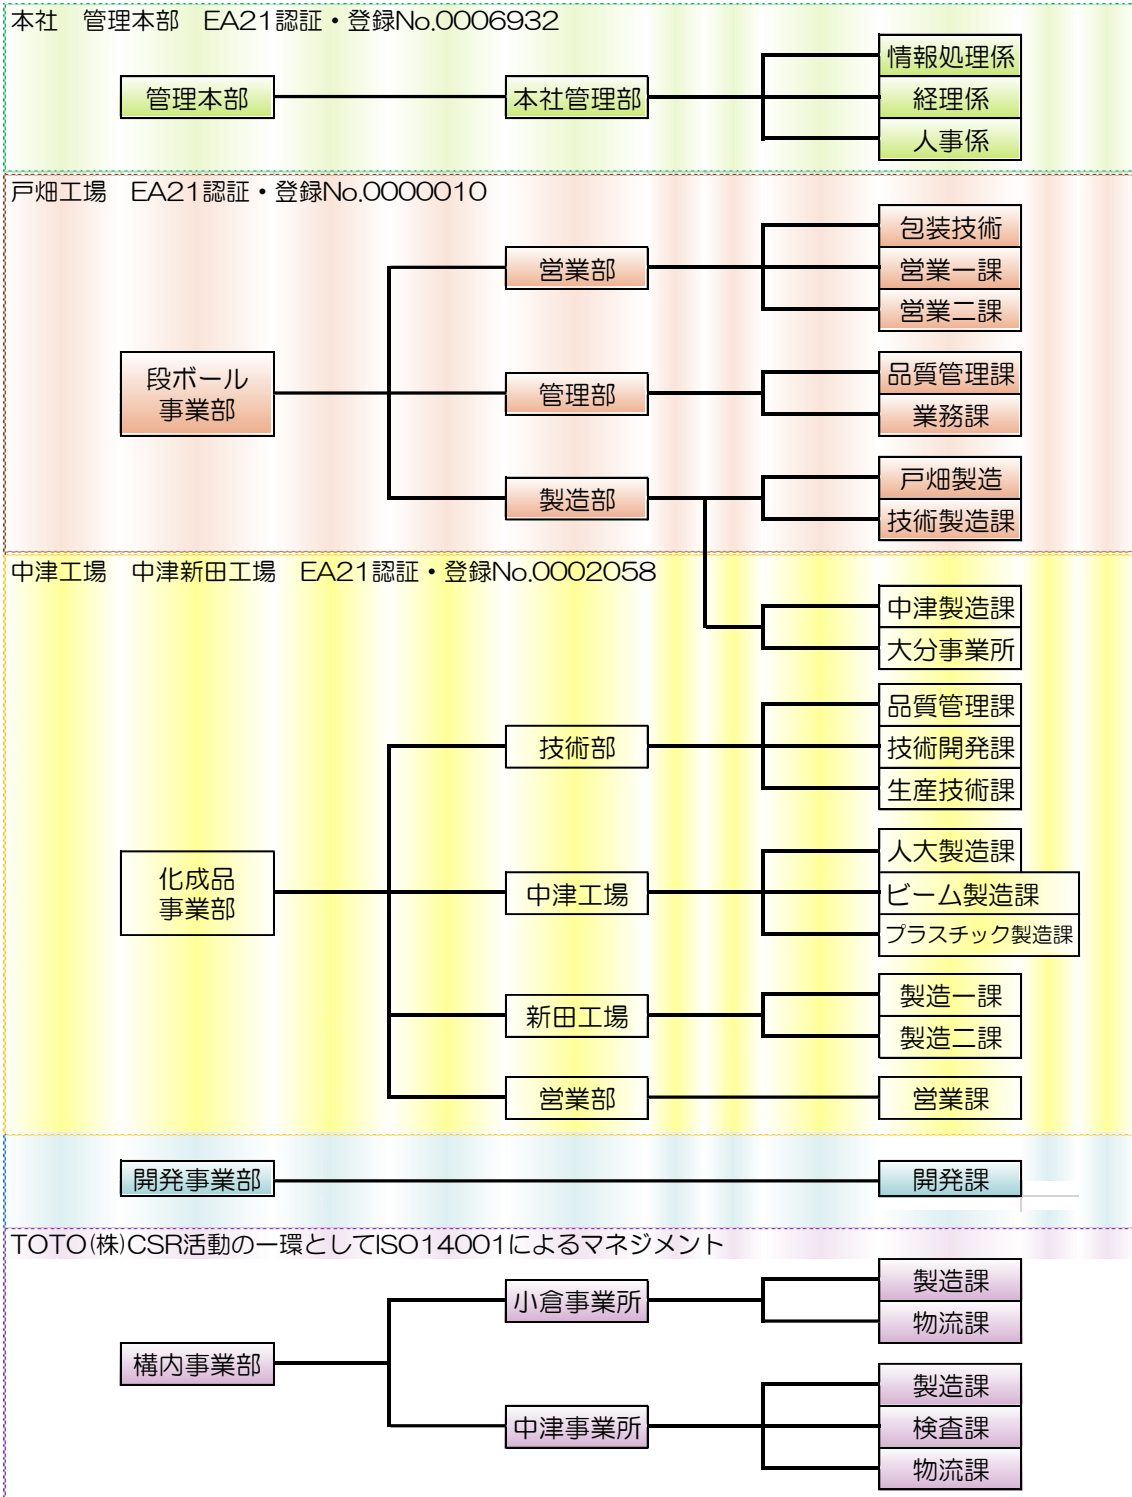 本社　管理本部　EA21認証・登録No.0006932
管理本部
本社管理部
情報処理係
経理係
人事係
戸畑工場　EA21認証・登録No.0000010
段ボール
事業部
営業部
包装技術
営業一課
営業二課
管理部
品質管理課
業務課
製造部
戸畑製造
技術製造課
中津工場　中津新田工場　EA21認証・登録No.0002058
中津製造課
大分事業所
化成品
事業部
技術部
品質管理課
技術開発課
生産技術課
中津工場
人大製造課
ビーム製造課
プラスチック製造課
新田工場
製造一課
製造二課
営業部
営業課
開発事業部
開発課
TOTO(株)CSR活動の一環としてISO14001によるマネジメント
構内事業部
小倉事業所
製造課
物流課
中津事業所
製造課
検査課
物流課